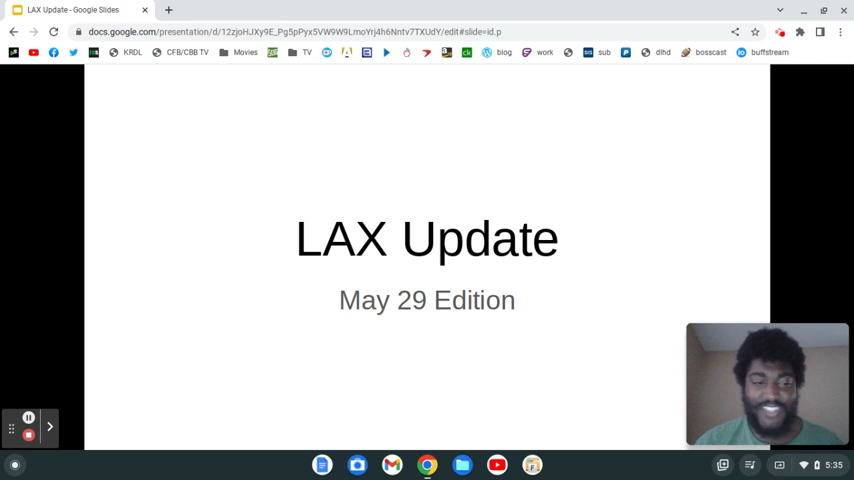 LAX Update - Google Slides
docs.google.com/presentation/d/12zjoHJXy9E_Pg5pPyx5VW9W9LmoYrj4h6Nntv7TXUdY/edit#slide=id.p
KRDL CFB/CBB TV Movies TV blog work SIS sub dlhd bosscast buffstream
LAX Update
May 29 Edition
5:35